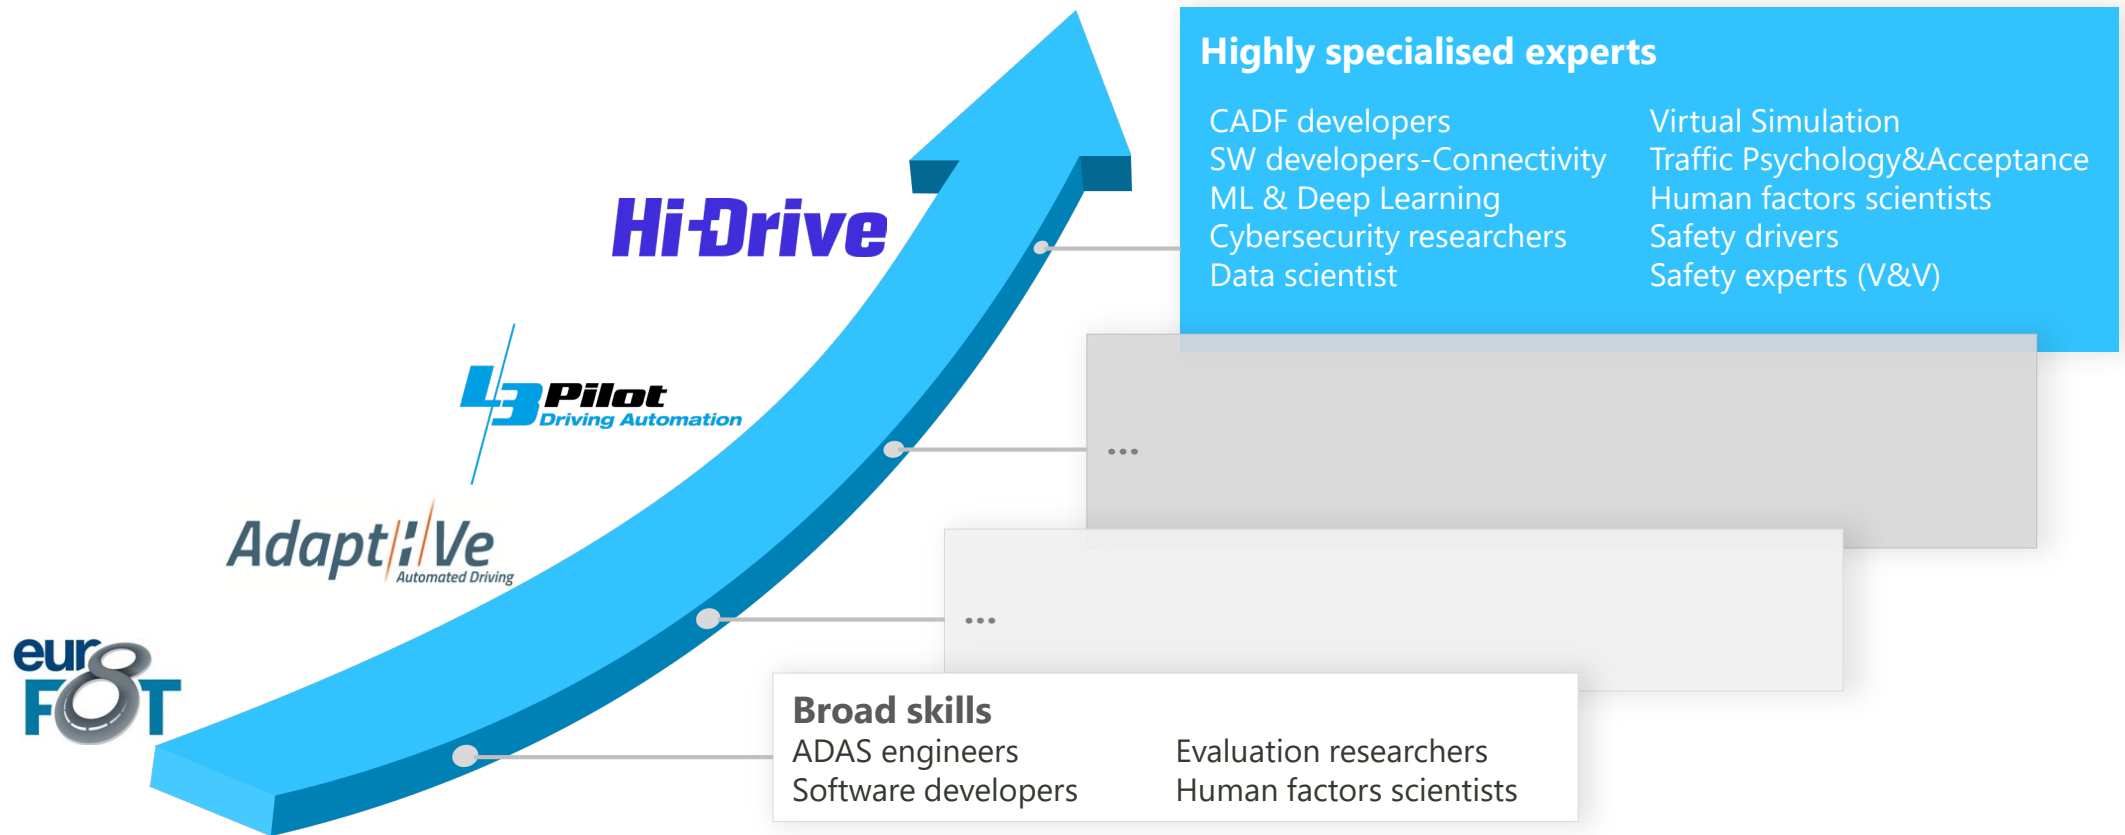 Highly specialised experts
CADF developers
SW developers-Connectivity
ML & Deep Learning
Cybersecurity researchers
Data scientist
Virtual Simulation
Traffic Psychology&Acceptance
Human factors scientists
Safety drivers
Safety experts (V&V)
Hi-Drive
L3Pilot
Driving Automation
...
AdaptIVe
Automated Driving
...
euro
FOT
Broad skills
ADAS engineers
Software developers
Evaluation researchers
Human factors scientists